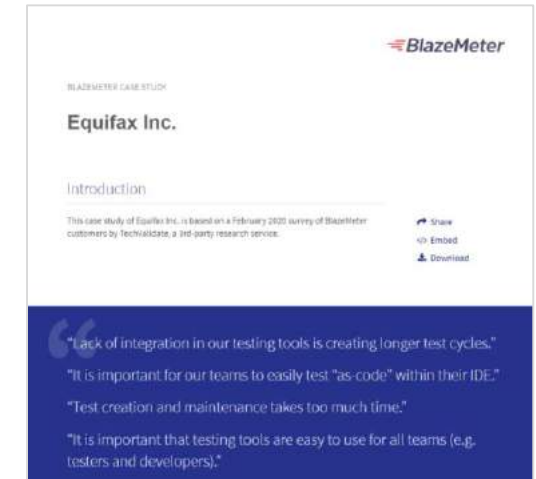 BlazeMeter
BLAZEMETER CASE STUDY
Equifax Inc.
Introduction
This case study of Equifax Inc. is based on a February 2020 survey of BlazeMeter
customers by TechValidate, a 3rd-party research service.
Share
</> Embed
Download
"Lack of integration in our testing tools is creating longer test cycles."
"It is important for our teams to easily test "as-code" within their IDE."
"Test creation and maintenance takes too much time."
"It is important that testing tools are easy to use for all teams (e.g.
testers and developers)."